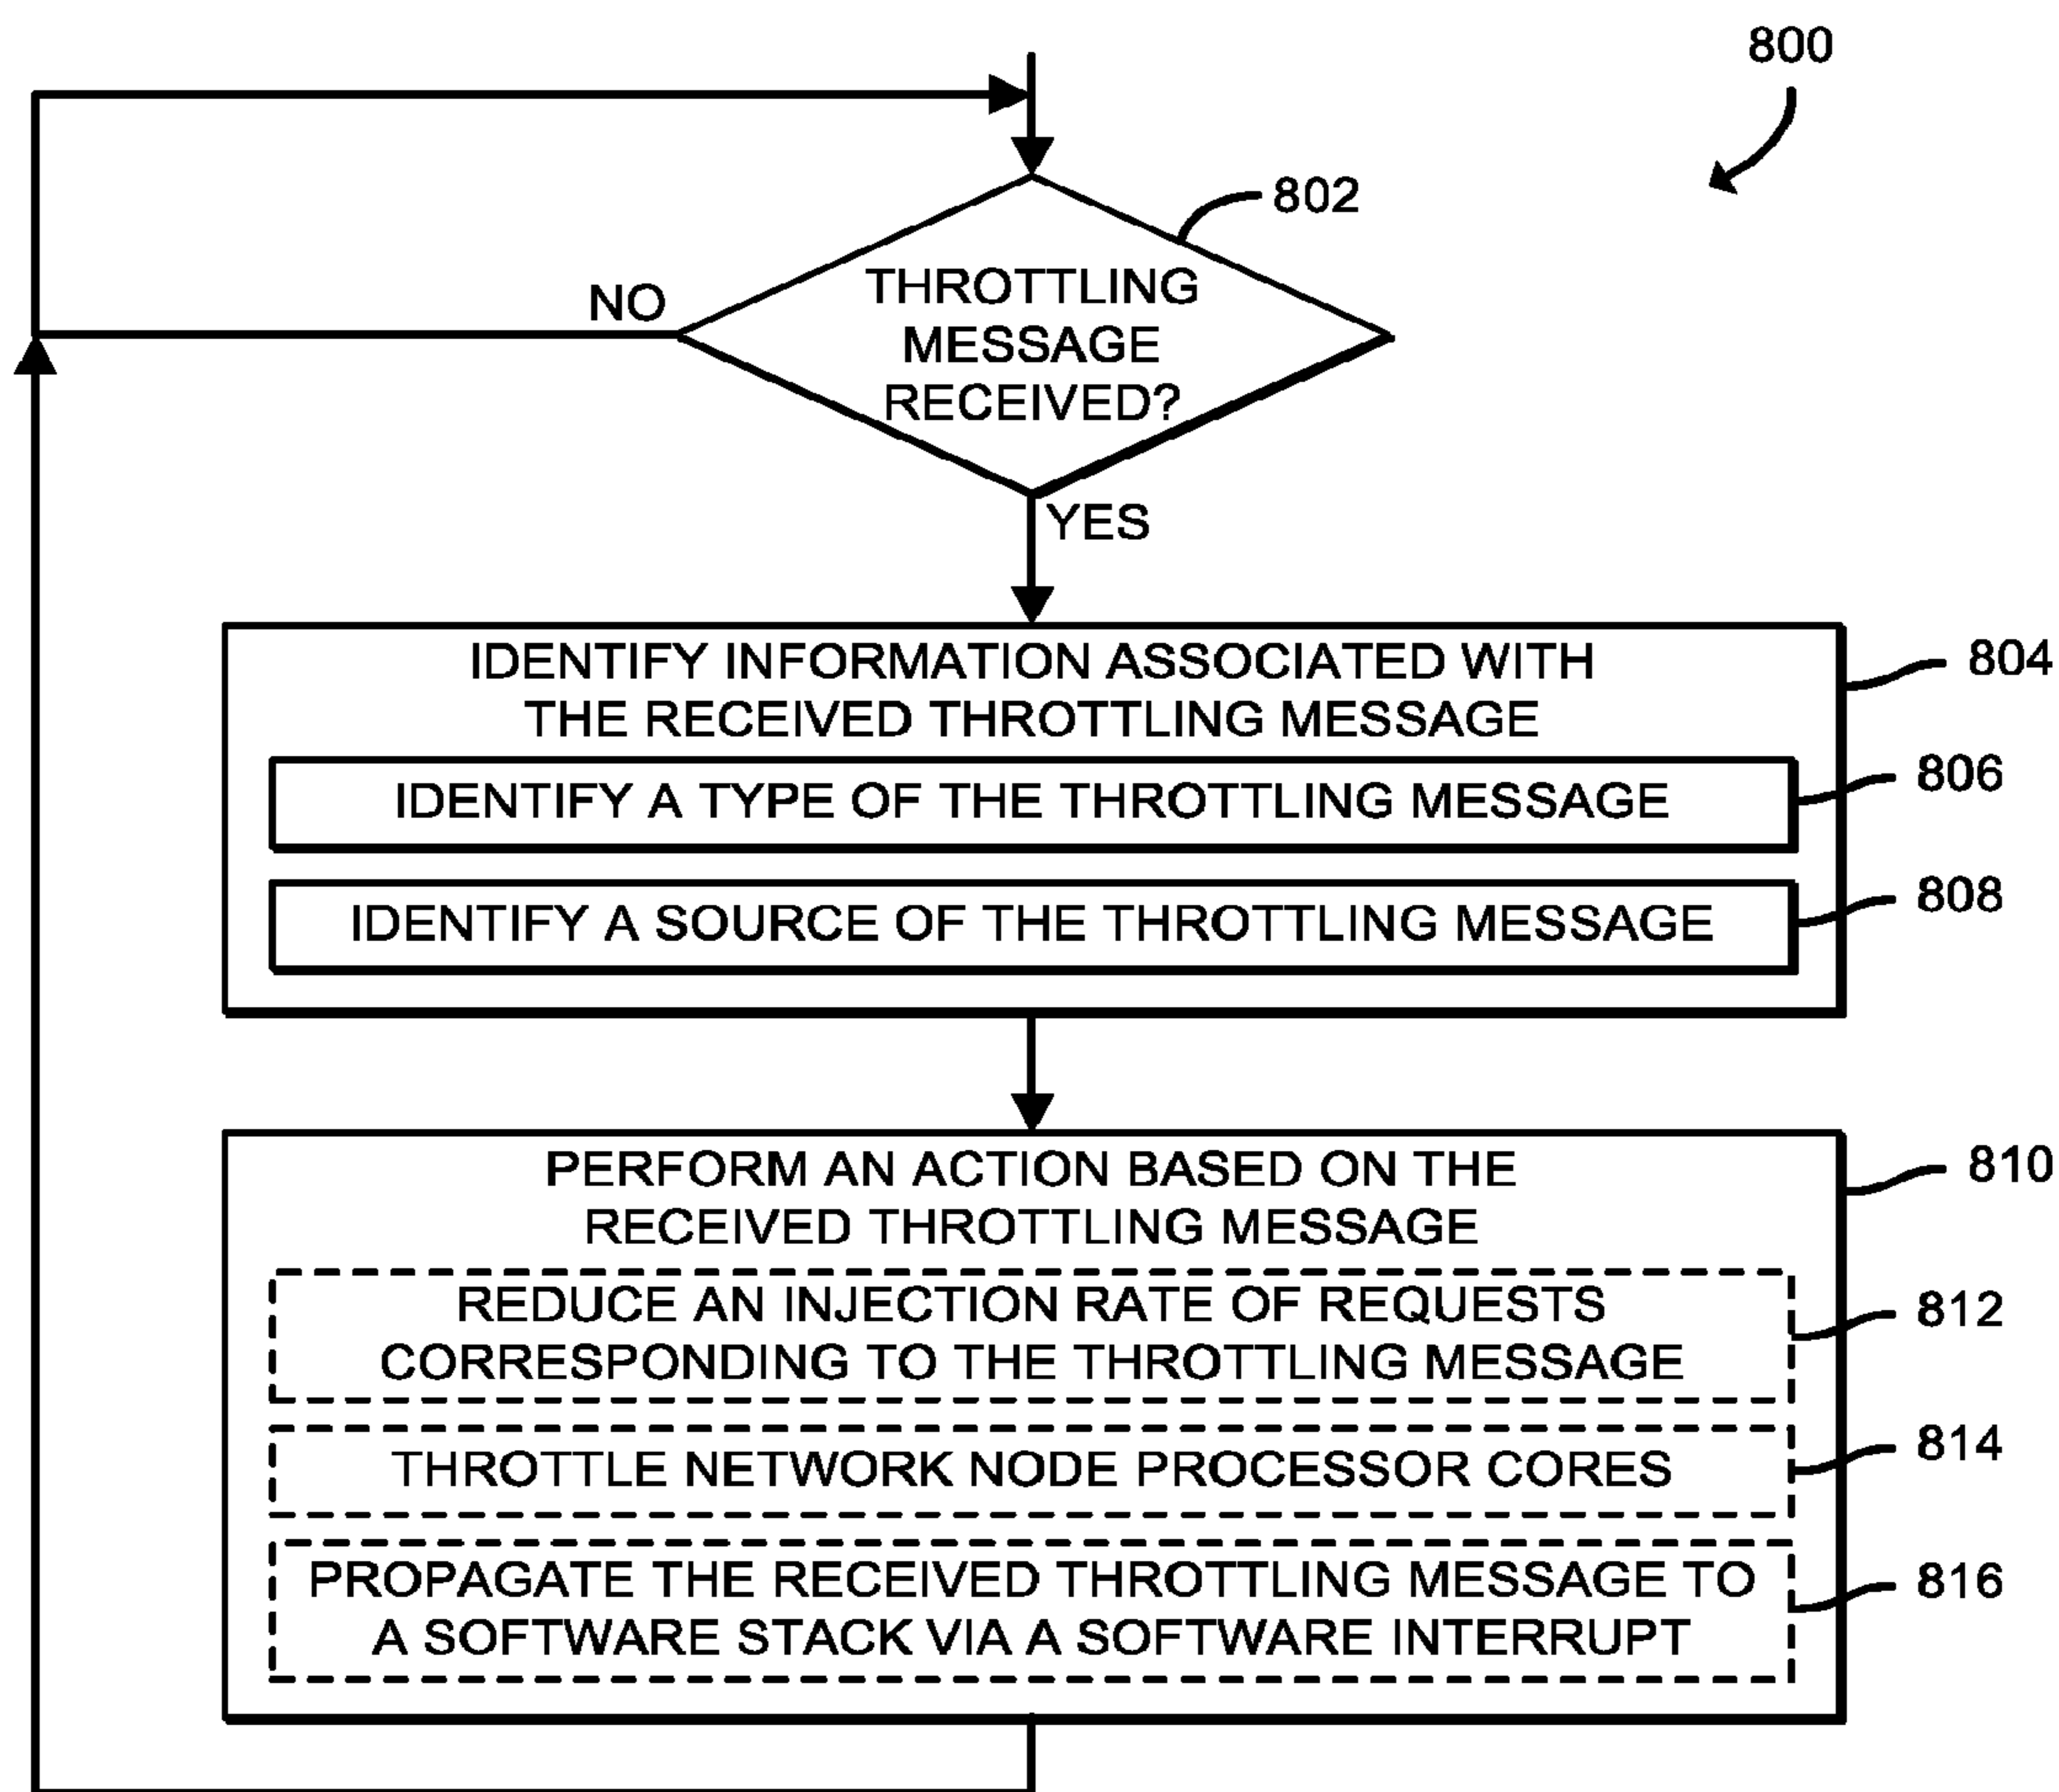 800
802
THROTTLING
MESSAGE
RECEIVED?
NO
YES
IDENTIFY INFORMATION ASSOCIATED WITH
THE RECEIVED THROTTLING MESSAGE
804
IDENTIFY A TYPE OF THE THROTTLING MESSAGE
806
IDENTIFY A SOURCE OF THE THROTTLING MESSAGE
808
PERFORM AN ACTION BASED ON THE
RECEIVED THROTTLING MESSAGE
810
REDUCE AN INJECTION RATE OF REQUESTS
CORRESPONDING TO THE THROTTLING MESSAGE
812
THROTTLE NETWORK NODE PROCESSOR CORES
814
PROPAGATE THE RECEIVED THROTTLING MESSAGE TO
A SOFTWARE STACK VIA A SOFTWARE INTERRUPT
816